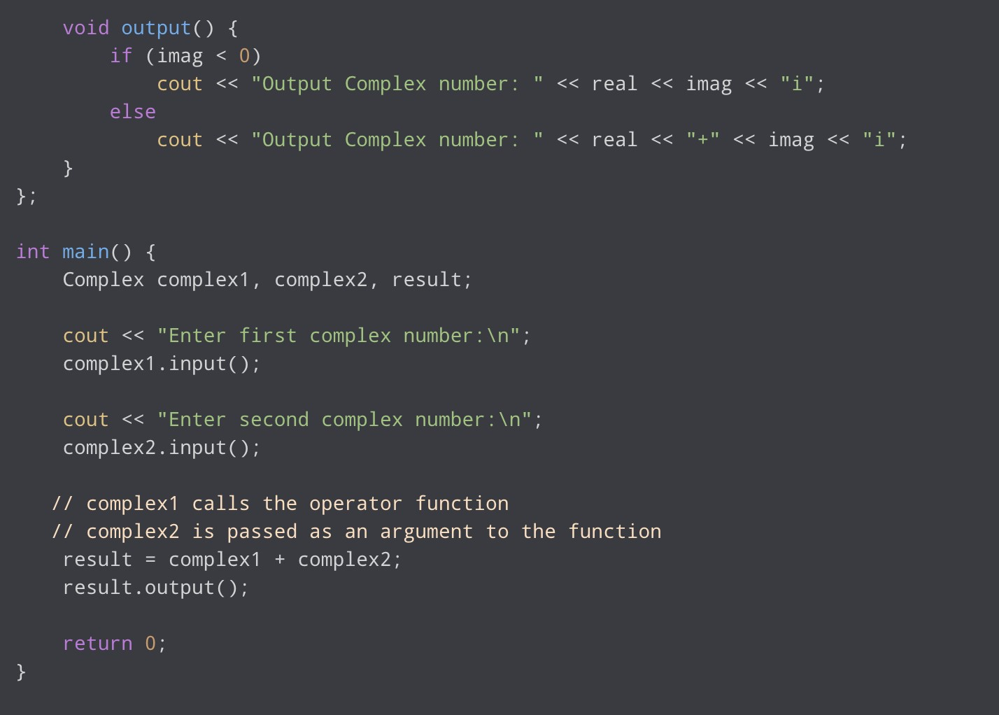 void output() {
        if (imag < 0)
            cout << "Output Complex number: " << real << imag << "i";
        else
            cout << "Output Complex number: " << real << "+" << imag << "i";
    }
};

int main() {
    Complex complex1, complex2, result;

    cout << "Enter first complex number:\n";
    complex1.input();

    cout << "Enter second complex number:\n";
    complex2.input();

   // complex1 calls the operator function
   // complex2 is passed as an argument to the function
    result = complex1 + complex2;
    result.output();

    return 0;
}